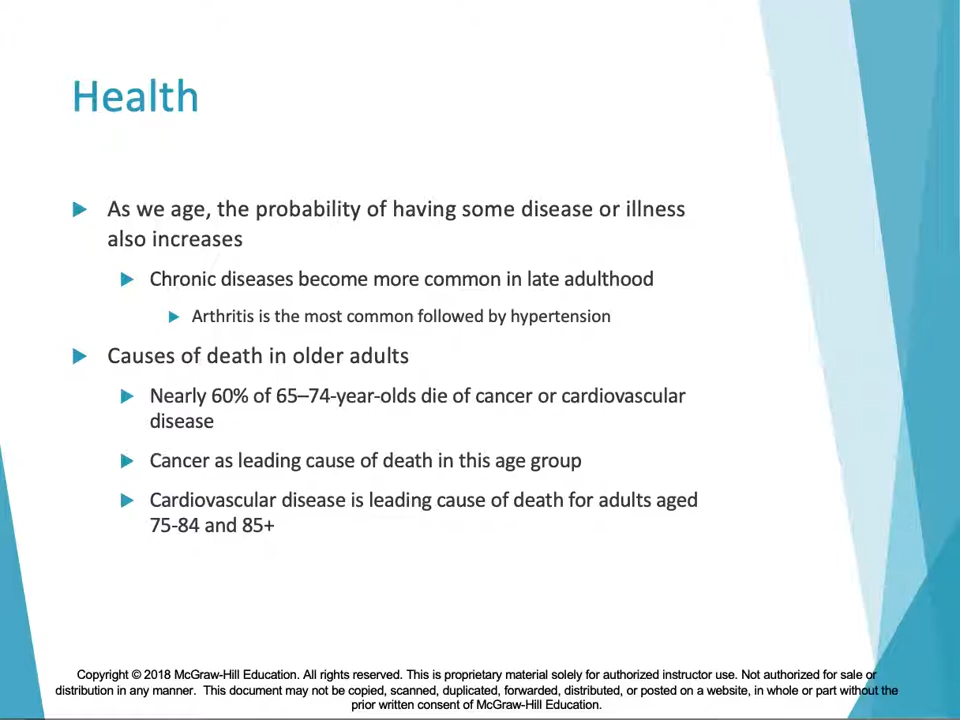 Health
As we age, the probability of having some disease or illness
also increases
Chronic diseases become more common in late adulthood
Arthritis is the most common followed by hypertension
Causes of death in older adults
Nearly 60% of 65–74-year-olds die of cancer or cardiovascular
disease
Cancer as leading cause of death in this age group
Cardiovascular disease is leading cause of death for adults aged
75-84 and 85+
Copyright © 2018 McGraw-Hill Education. All rights reserved. This is proprietary material solely for authorized instructor use. Not authorized for sale or
distribution in any manner.  This document may not be copied, scanned, duplicated, forwarded, distributed, or posted on a website, in whole or part without the
prior written consent of McGraw-Hill Education.